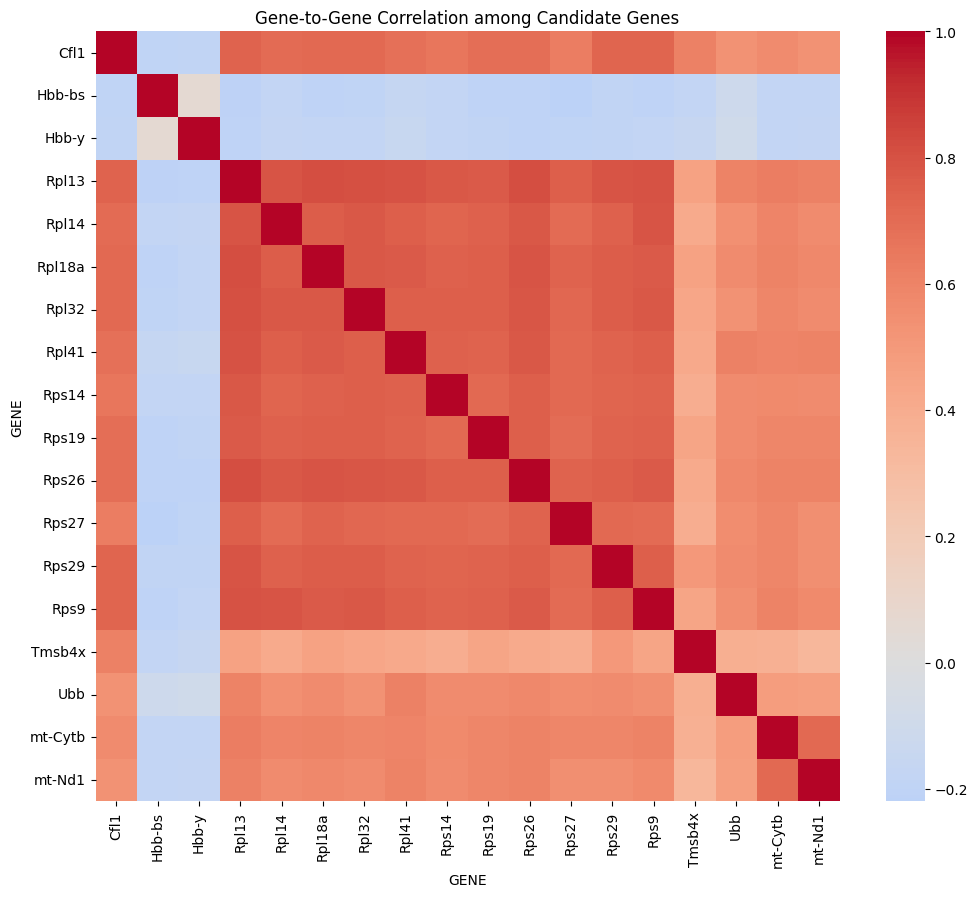 Gene-to-Gene Correlation among Candidate Genes
GENE
Cfl1
Hbb-bs
Hbb-y
Rpl13
Rpl14
Rpl18a
Rpl32
Rpl41
Rps14
Rps19
Rps26
Rps27
Rps29
Rps9
Tmsb4x
Ubb
mt-Cytb
mt-Nd1
Cfl1
Hbb-bs
Hbb-y
Rpl13
Rpl14
Rpl18a
Rpl32
Rpl41
Rps14
Rps19
Rps26
Rps27
Rps29
Rps9
Tmsb4x
Ubb
mt-Cytb
mt-Nd1
GENE
1.0
0.8
0.6
0.4
0.2
0.0
−0.2